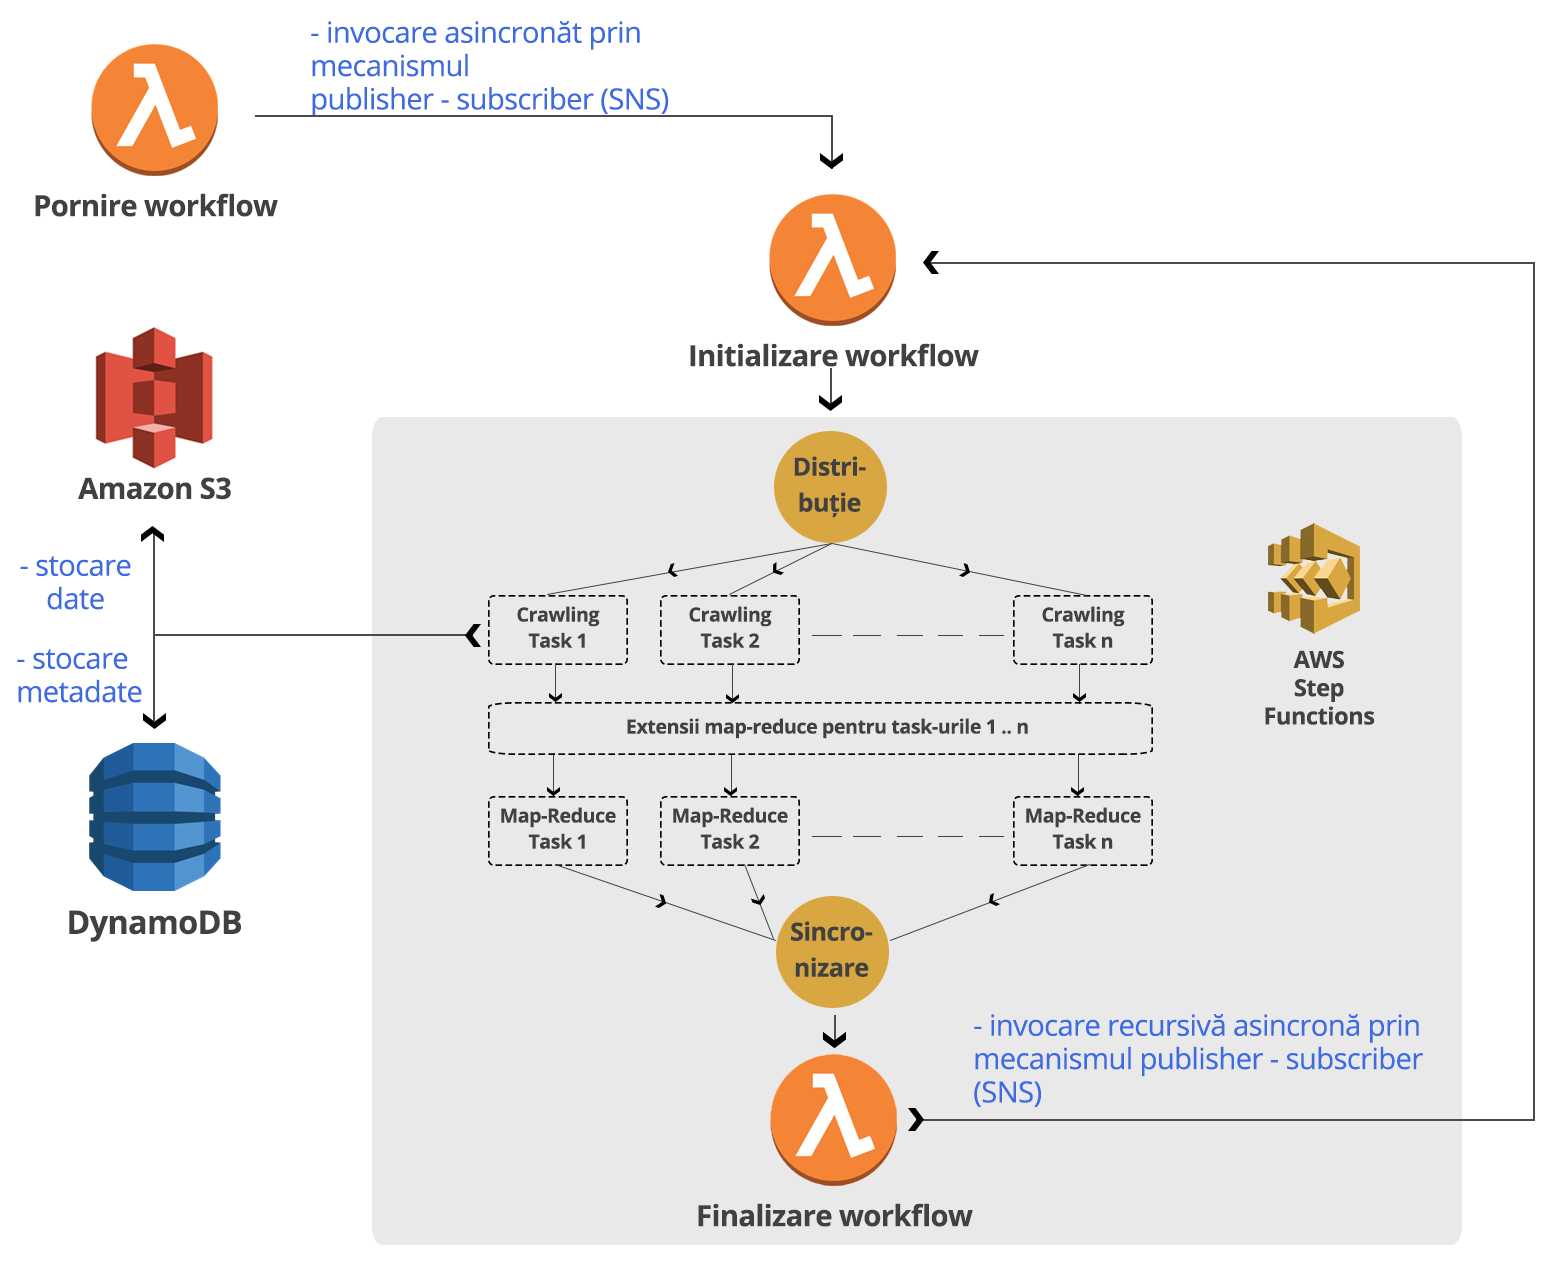 - invocare asincronăt prin
mecanismul
publisher - subscriber (SNS)
Pornire workflow
Initializare workflow
Amazon S3
- stocare
date
- stocare
metadate
DynamoDB
Distri-
buție
Crawling
Task 1
Crawling
Task 2
Crawling
Task n
AWS
Step
Functions
Extensii map-reduce pentru task-urile 1 .. n
Map-Reduce
Task 1
Map-Reduce
Task 2
Map-Reduce
Task n
Sincro-
nizare
- invocare recursivă asincronă prin
mecanismul publisher - subscriber
(SNS)
Finalizare workflow